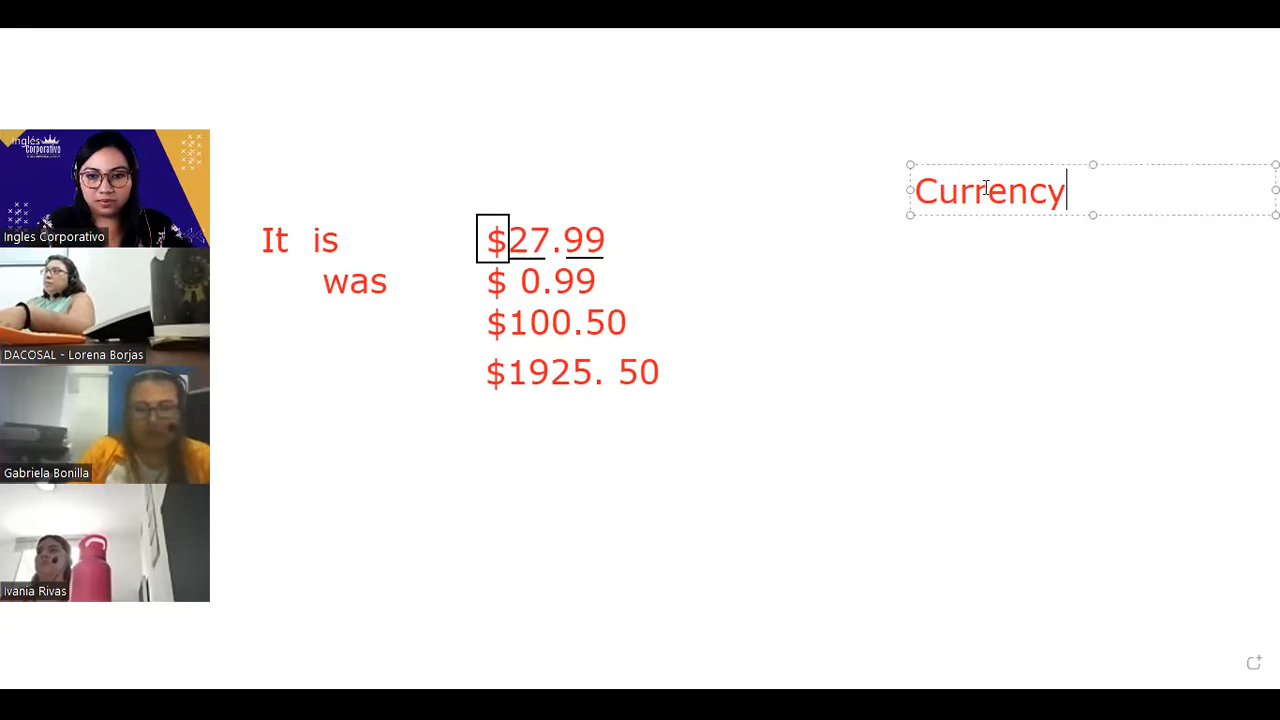 Inglés
Corporativo
Ingles Corporativo
DACOSAL - Lorena Borjas
Gabriela Bonilla
Ivania Rivas
Currency
It is $27.99
was $ 0.99
$100.50
$1925. 50